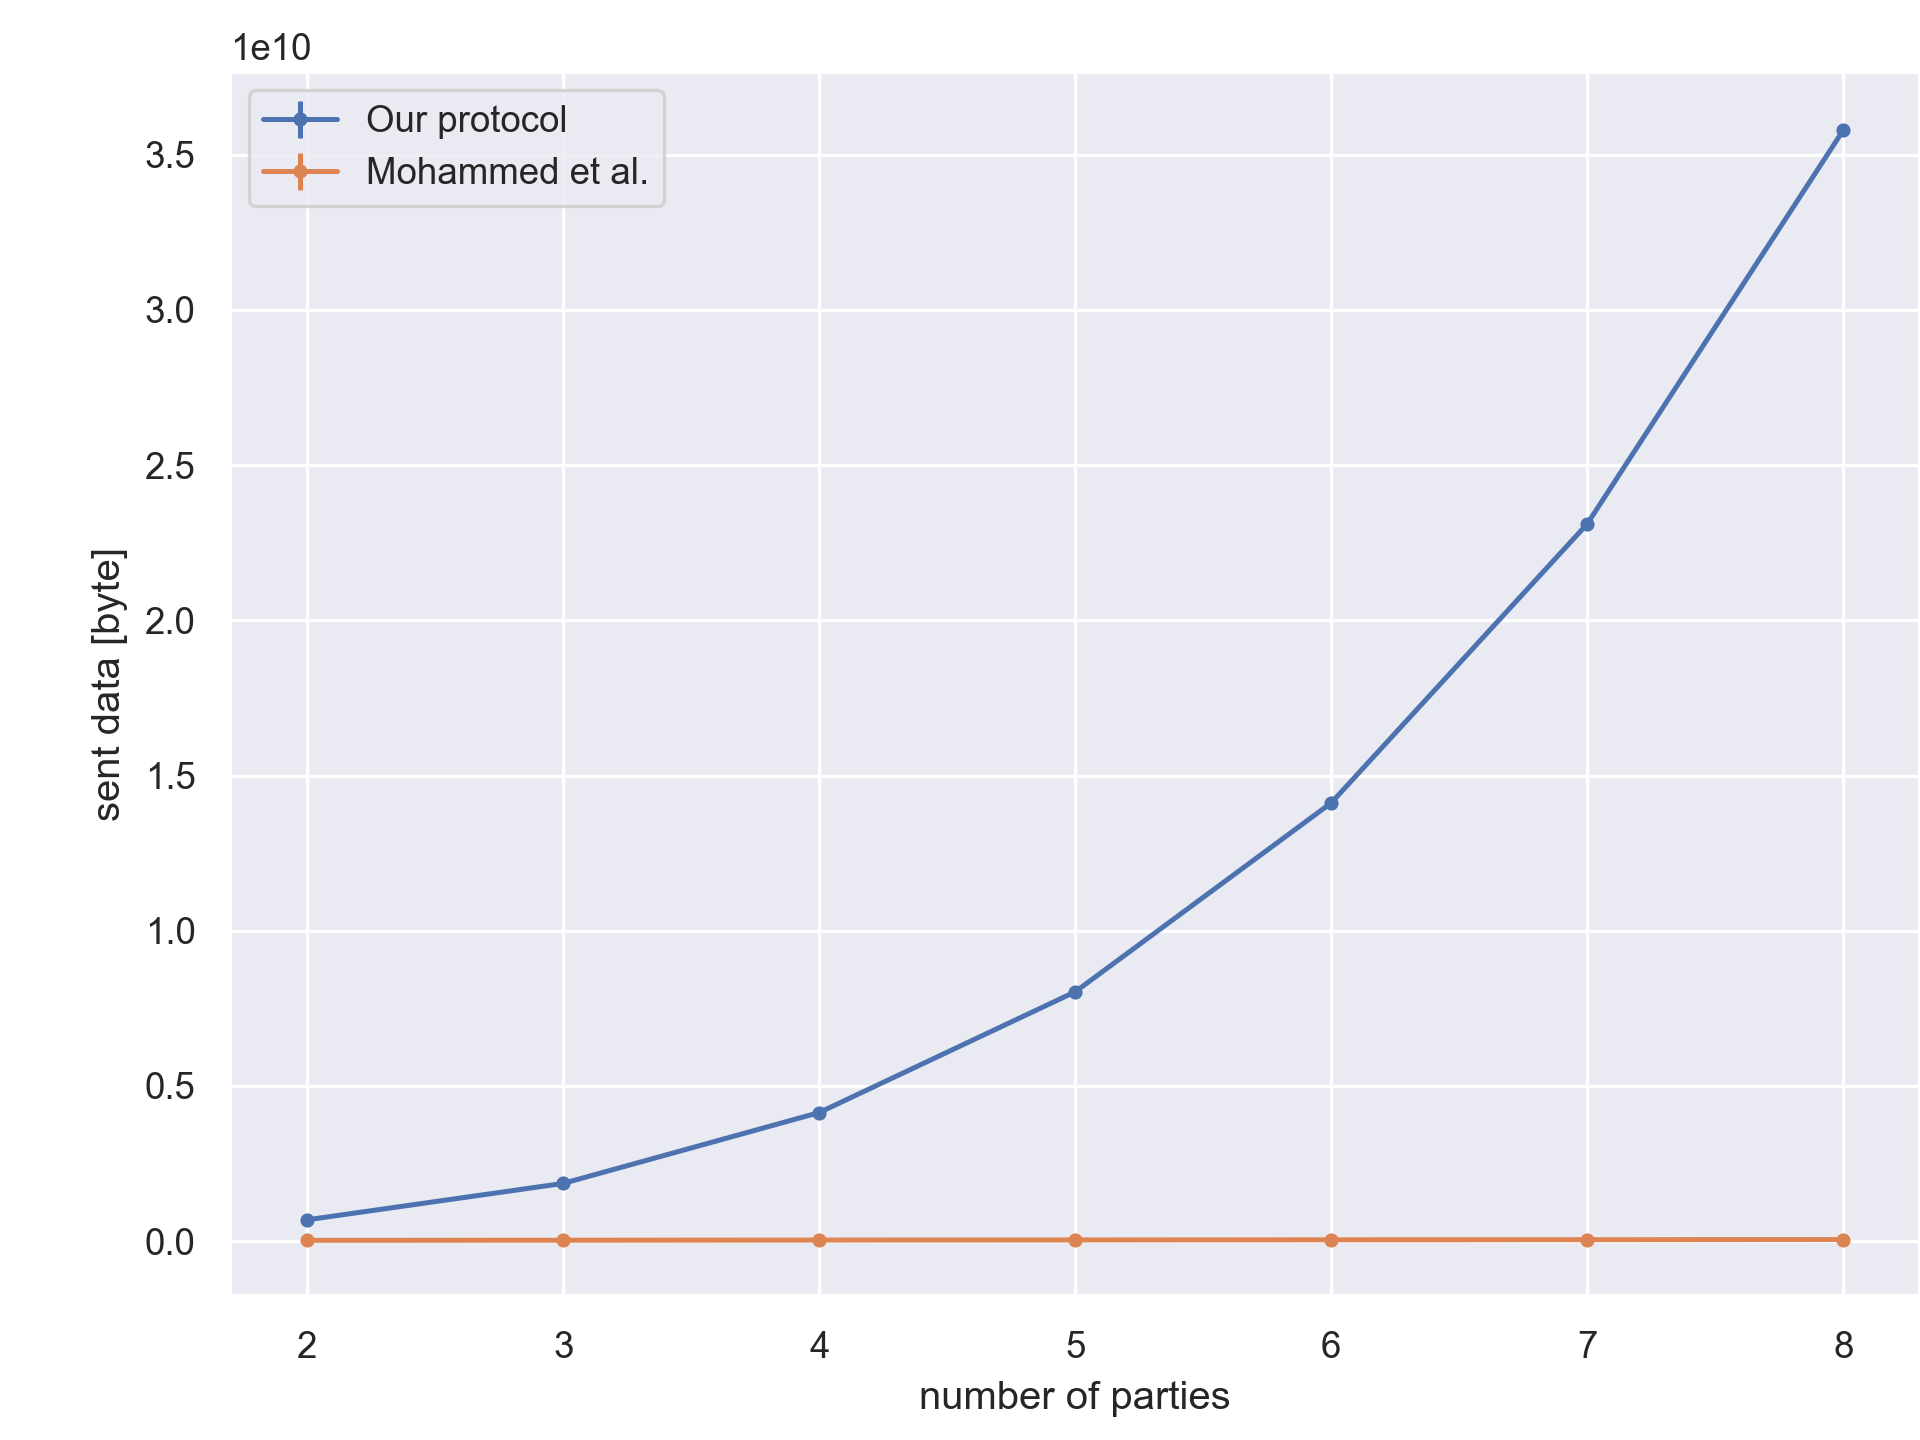 1e10
Our protocol
Mohammed et al.
3.5
3.0
2.5
2.0
1.5
1.0
0.5
0.0
sent data [byte]
2 3 4 5 6 7 8
number of parties